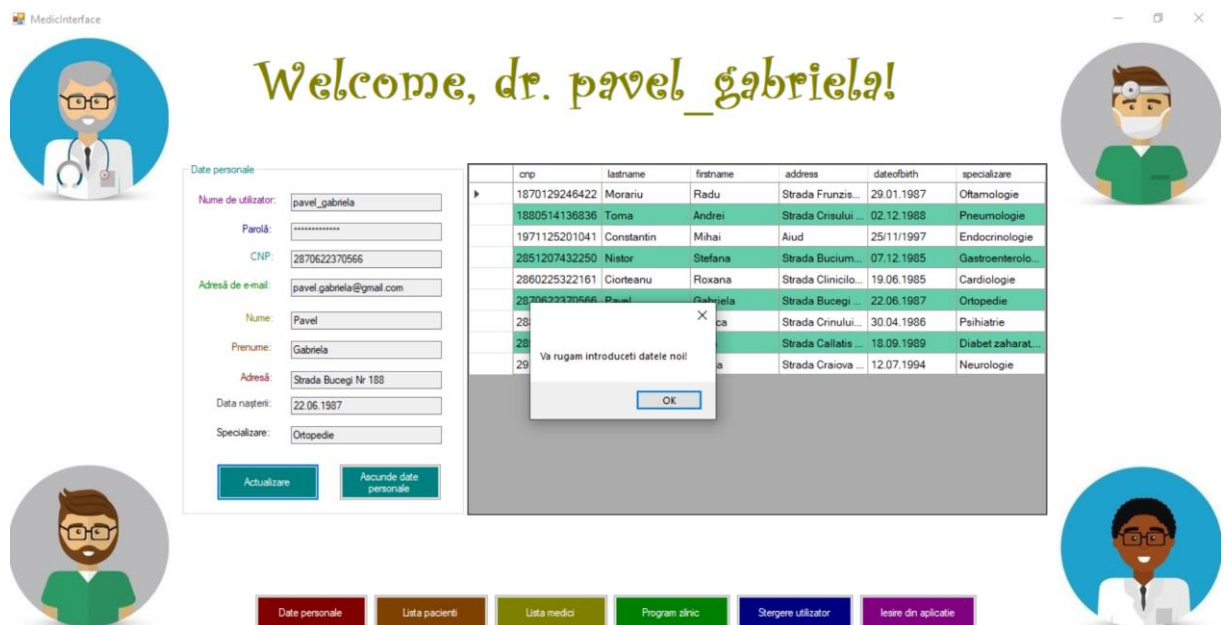 MedicInterface
Welcome, dr. pavel_gabriela!
Date personale
Nume de utilizator: pavel_gabriela
Parolă: *************
CNP: 2870622370566
Adresă de e-mail: pavel.gabriela@gmail.com
Nume: Pavel
Prenume: Gabriela
Adresă: Strada Bucegi Nr 188
Data nașterii: 22.06.1987
Specializare: Ortopedie
Actualizare
Ascunde date
personale
cnp lastname firstname address dateofbirth specializare
1870129246422 Morariu Radu Strada Frunzis... 29.01.1987 Oftamologie
1880514136836 Toma Andrei Strada Crisului ... 02.12.1988 Pneumologie
1971125201041 Constantin Mihai Aiud 25/11/1997 Endocrinologie
2851207432250 Nistor Stefana Strada Bucium... 07.12.1985 Gastroenterolo...
2860225322161 Ciorteanu Roxana Strada Clinicilo... 19.06.1985 Cardiologie
2870622370566 Pavel Gabriela Strada Bucegi ... 22.06.1987 Ortopedie
28 ca Strada Crinului... 30.04.1986 Psihiatrie
28 Strada Callatis ... 18.09.1989 Diabet zaharat,...
29 a Strada Craiova ... 12.07.1994 Neurologie
Va rugam introduceti datele noi!
OK
Date personale
Lista pacienti
Lista medici
Program zilnic
Stergere utilizator
Iesire din aplicatie